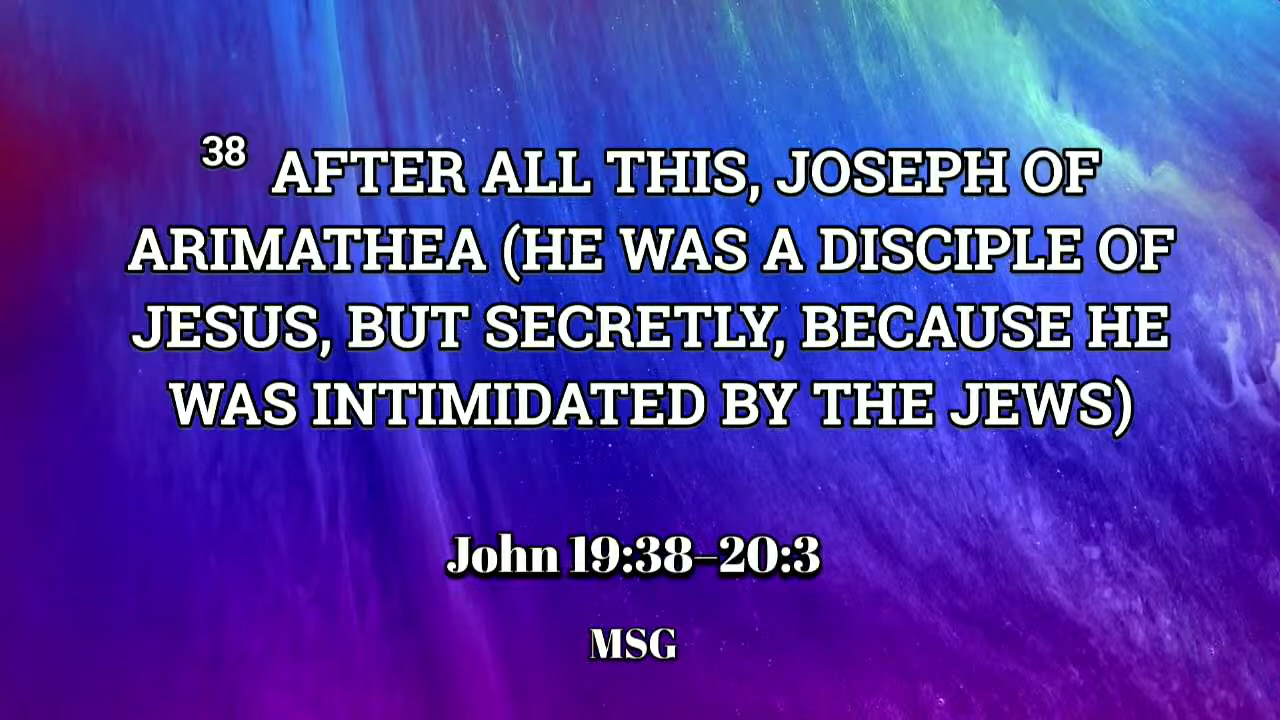 38 AFTER ALL THIS, JOSEPH OF
ARIMATHEA (HE WAS A DISCIPLE OF
JESUS, BUT SECRETLY, BECAUSE HE
WAS INTIMIDATED BY THE JEWS)
John 19:38–20:3
MSG